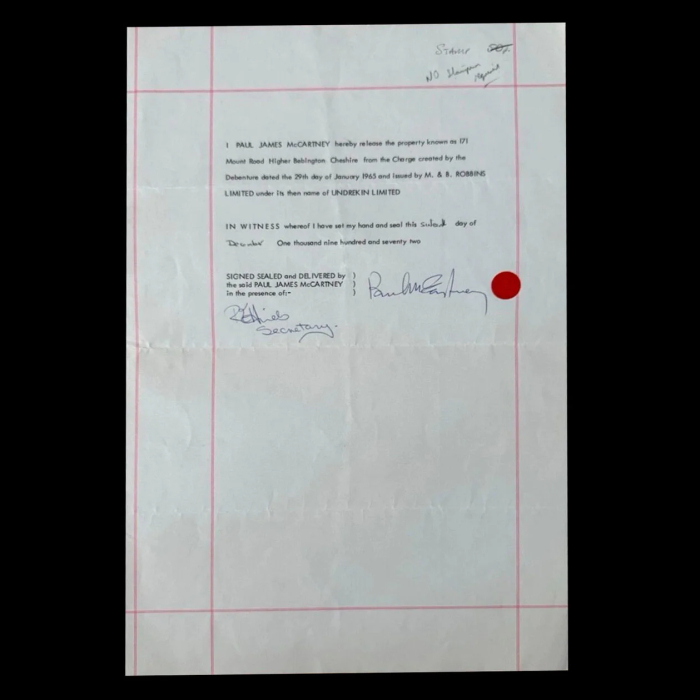 STAMP
NO
I PAUL JAMES McCARTNEY hereby release the property known as 171
Mount Road Higher Bebington Cheshire from the Charge created by the
Debenture dated the 29th day of January 1965 and issued by M. & B. ROBBINS
LIMITED under its then name of UNDREKIN LIMITED
IN WITNESS whereof I have set my hand and seal this day of
December One thousand nine hundred and seventy two
SIGNED SEALED and DELIVERED by )
the said PAUL JAMES McCARTNEY )
in the presence of:- )
Paul McCartney
Secretary.